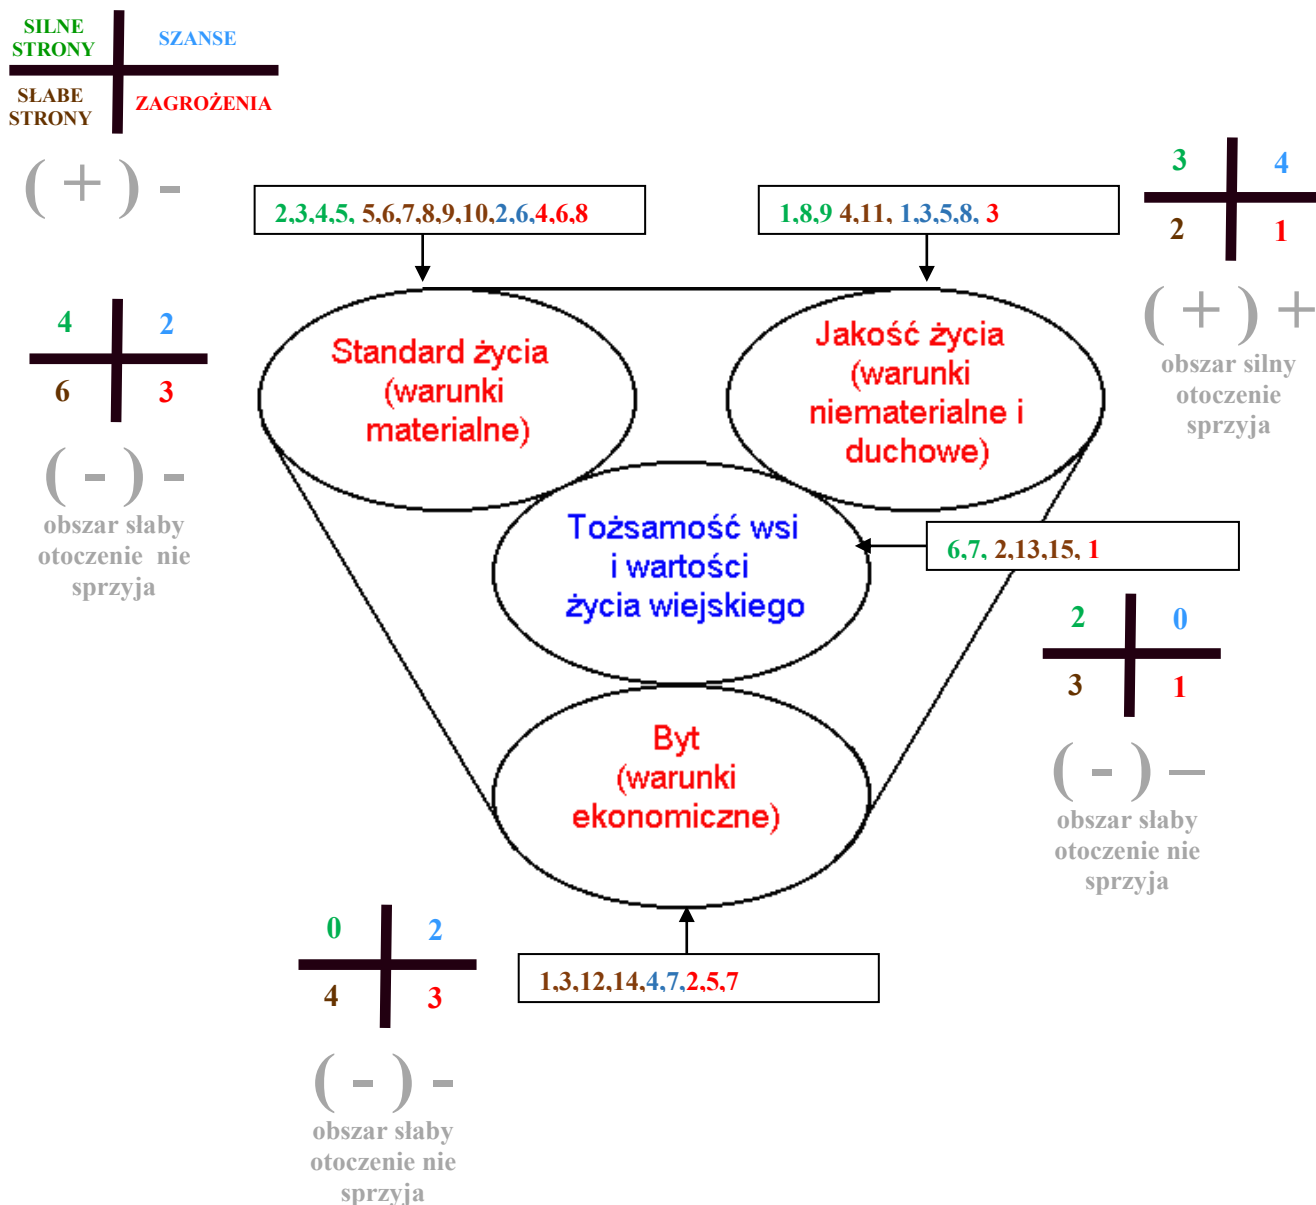 SILNE
STRONY
SZANSE
SŁABE
STRONY
ZAGROŻENIA
( + ) -
2,3,4,5, 5,6,7,8,9,10,2,6,4,6,8
1,8,9 4,11, 1,3,5,8, 3
3 4
2 1
( + ) +
obszar silny
otoczenie
sprzyja
4 2
6 3
( - ) -
obszar słaby
otoczenie nie
sprzyja
Standard życia
(warunki
materialne)
Jakość życia
(warunki
niematerialne i
duchowe)
Tożsamość wsi
i wartości
życia wiejskiego
6,7, 2,13,15, 1
2 0
3 1
( - ) –
obszar słaby
otoczenie nie
sprzyja
Byt
(warunki
ekonomiczne)
0 2
4 3
1,3,12,14,4,7,2,5,7
( - ) -
obszar słaby
otoczenie nie
sprzyja